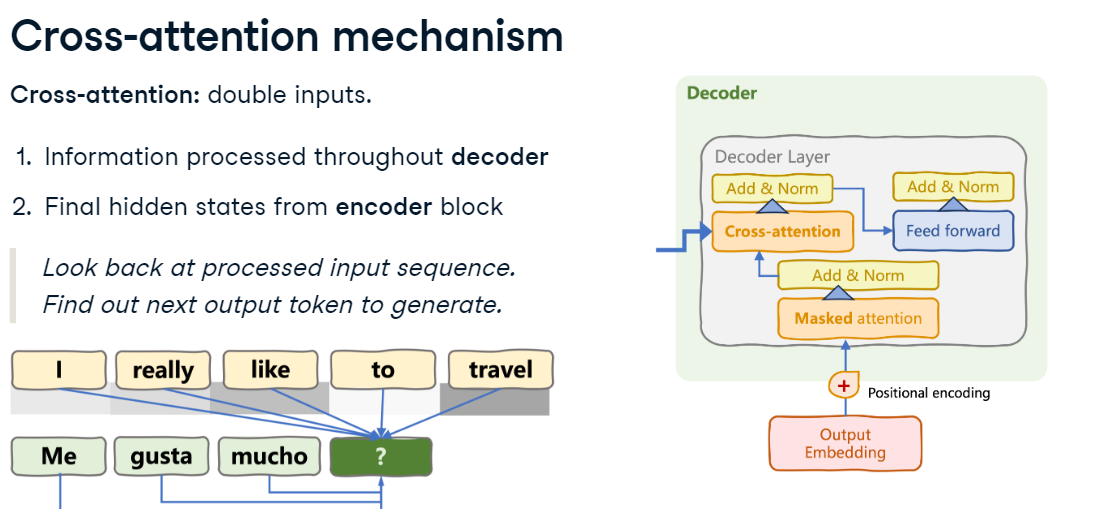 Cross-attention mechanism
Cross-attention: double inputs.
1. Information processed throughout decoder
2. Final hidden states from encoder block
Look back at processed input sequence.
Find out next output token to generate.
I really like to travel
Me gusta mucho ?
Decoder
Decoder Layer
Add & Norm
Add & Norm
Cross-attention
Feed forward
Add & Norm
Masked attention
+
Positional encoding
Output
Embedding